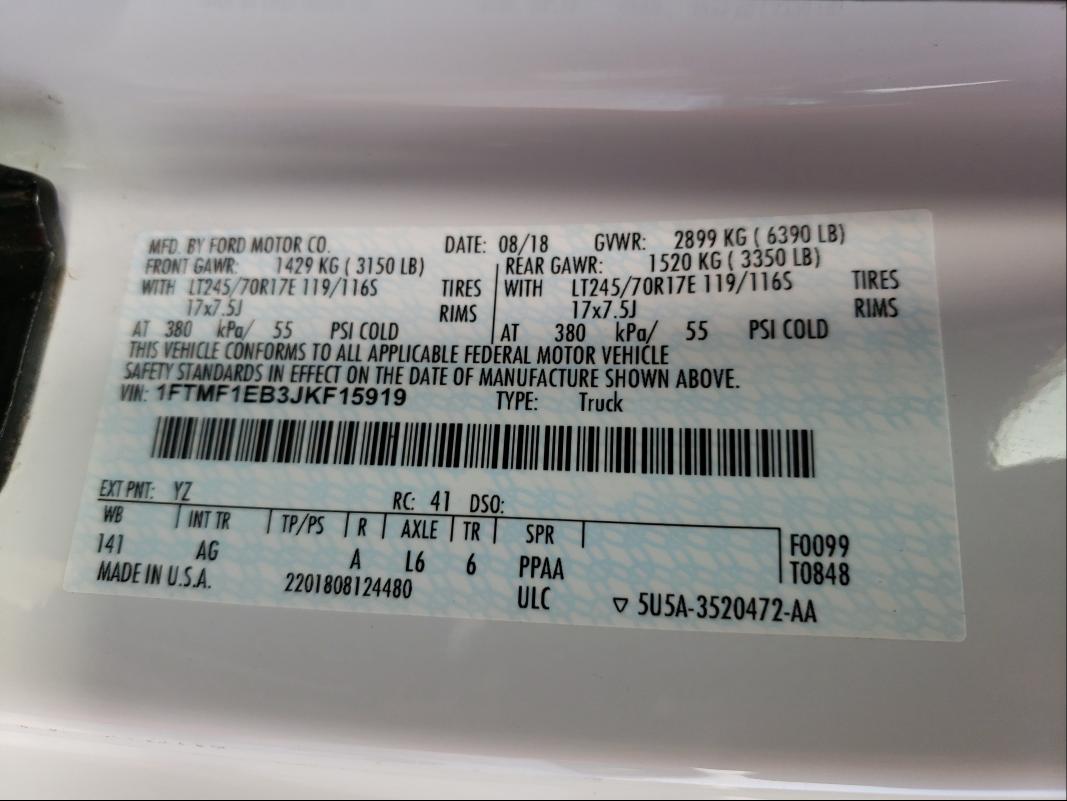 MFD. BY FORD MOTOR CO. DATE: 08/18 GVWR: 2899 KG ( 6390 LB)
FRONT GAWR: 1429 KG ( 3150 LB) REAR GAWR: 1520 KG ( 3350 LB)
WITH LT245/70R17E 119/116S TIRES WITH LT245/70R17E 119/116S TIRES
17x7.5J RIMS 17x7.5J RIMS
AT 380 kPa/ 55 PSI COLD AT 380 kPa/ 55 PSI COLD
THIS VEHICLE CONFORMS TO ALL APPLICABLE FEDERAL MOTOR VEHICLE
SAFETY STANDARDS IN EFFECT ON THE DATE OF MANUFACTURE SHOWN ABOVE.
VIN: 1FTMF1EB3JKF15919 TYPE: Truck
EXT PNT: YZ RC: 41 DSO:
WB INT TR TP/PS R AXLE TR SPR F0099
141 AG A L6 6 PPAA T0848
MADE IN U.S.A. 2201808124480 ULC ▽ 5U5A-3520472-AA